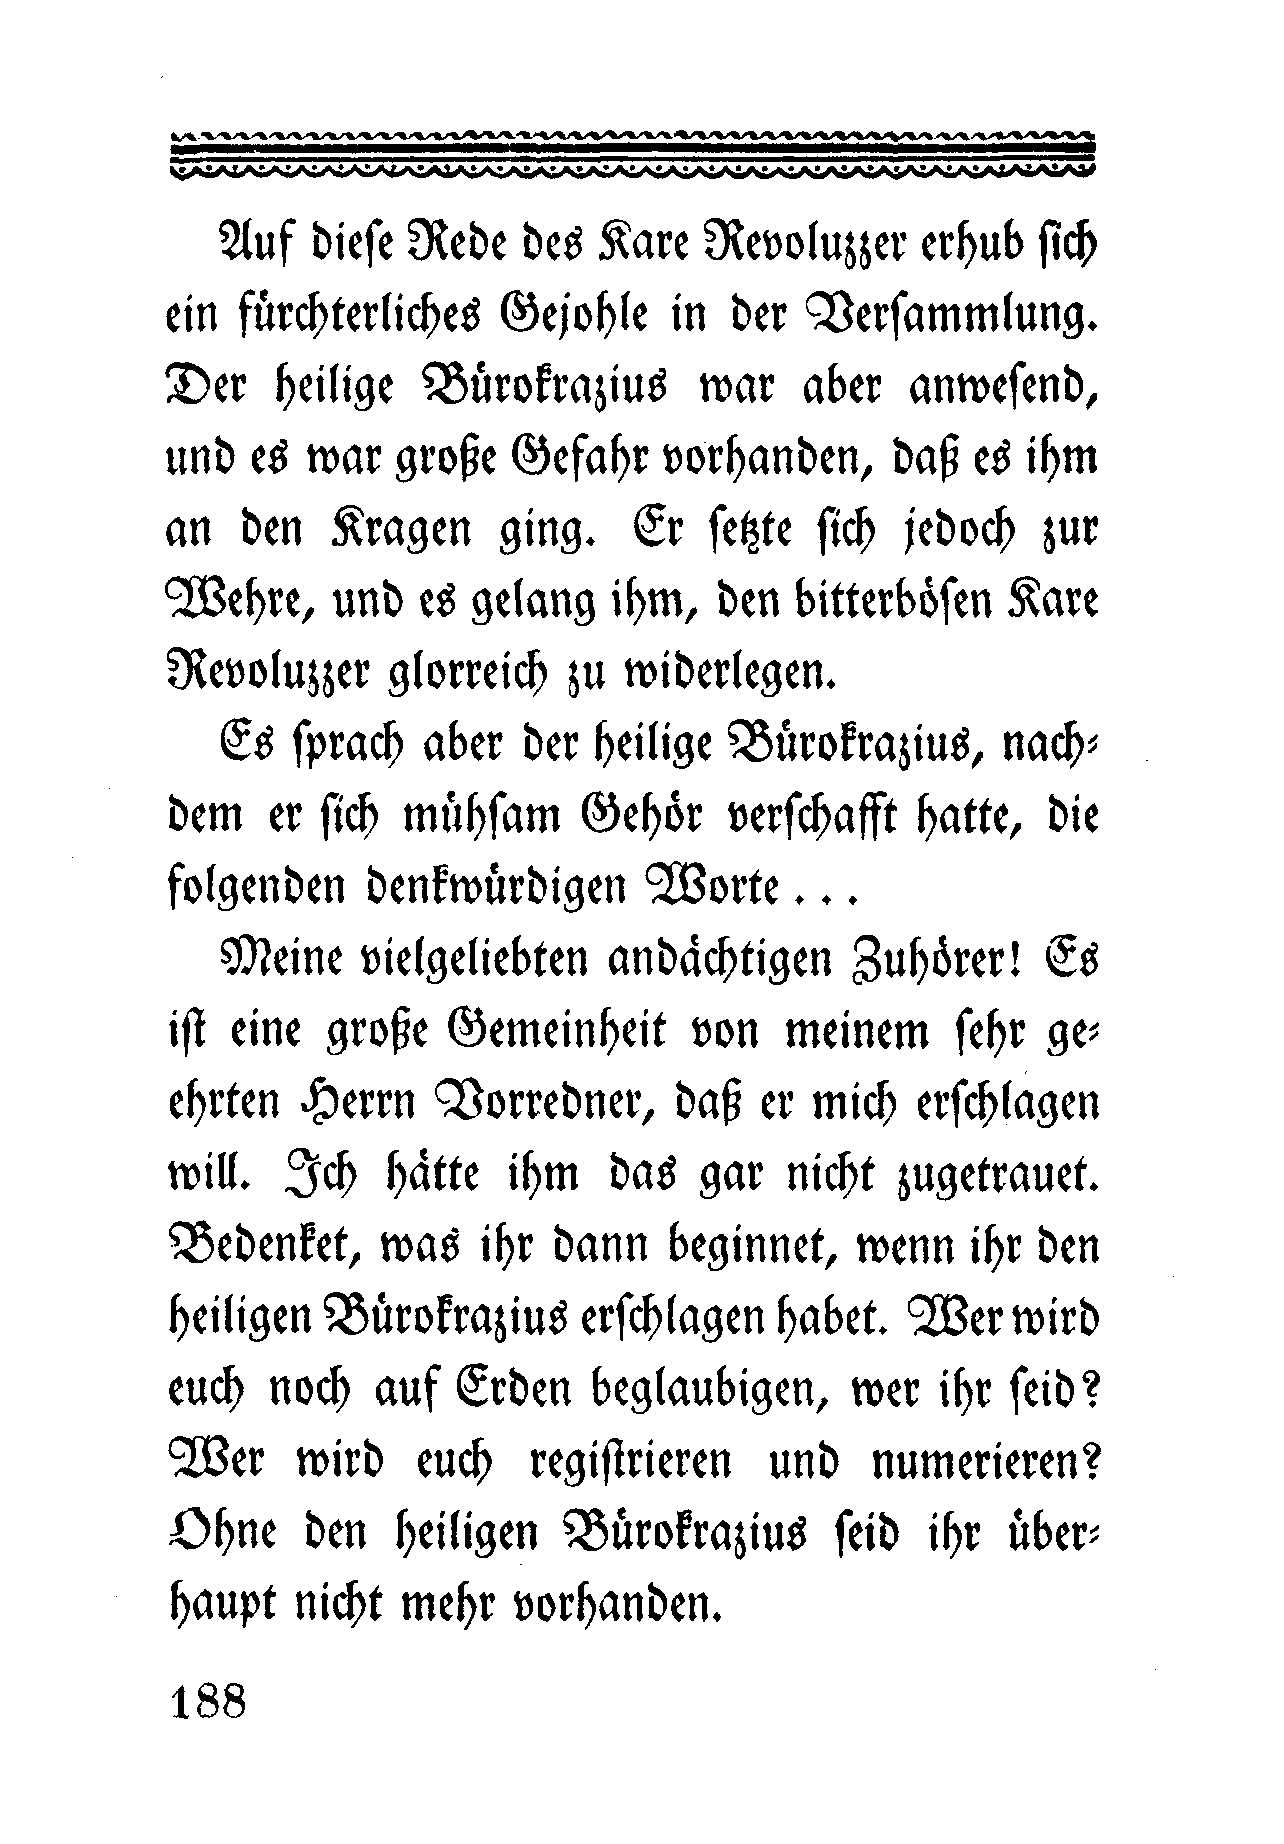 Auf dieſe Rede des Kare Revoluzzer erhub ſich
ein fürchterliches Gejohle in der Verſammlung.
Der heilige Bürokrazius war aber anweſend,
und es war große Gefahr vorhanden, daß es ihm
an den Kragen ging. Er ſetzte ſich jedoch zur
Wehre, und es gelang ihm, den bitterböſen Kare
Revoluzzer glorreich zu widerlegen.
Es ſprach aber der heilige Bürokrazius, nach⸗
dem er ſich mühſam Gehör verſchafft hatte, die
folgenden denkwürdigen Worte . . .
Meine vielgeliebten andächtigen Zuhörer! Es
iſt eine große Gemeinheit von meinem ſehr ge⸗
ehrten Herrn Vorredner, daß er mich erſchlagen
will. Ich hätte ihm das gar nicht zugetrauet.
Bedenket, was ihr dann beginnet, wenn ihr den
heiligen Bürokrazius erſchlagen habet. Wer wird
euch noch auf Erden beglaubigen, wer ihr ſeid?
Wer wird euch regiſtrieren und numerieren?
Ohne den heiligen Bürokrazius ſeid ihr über⸗
haupt nicht mehr vorhanden.
188